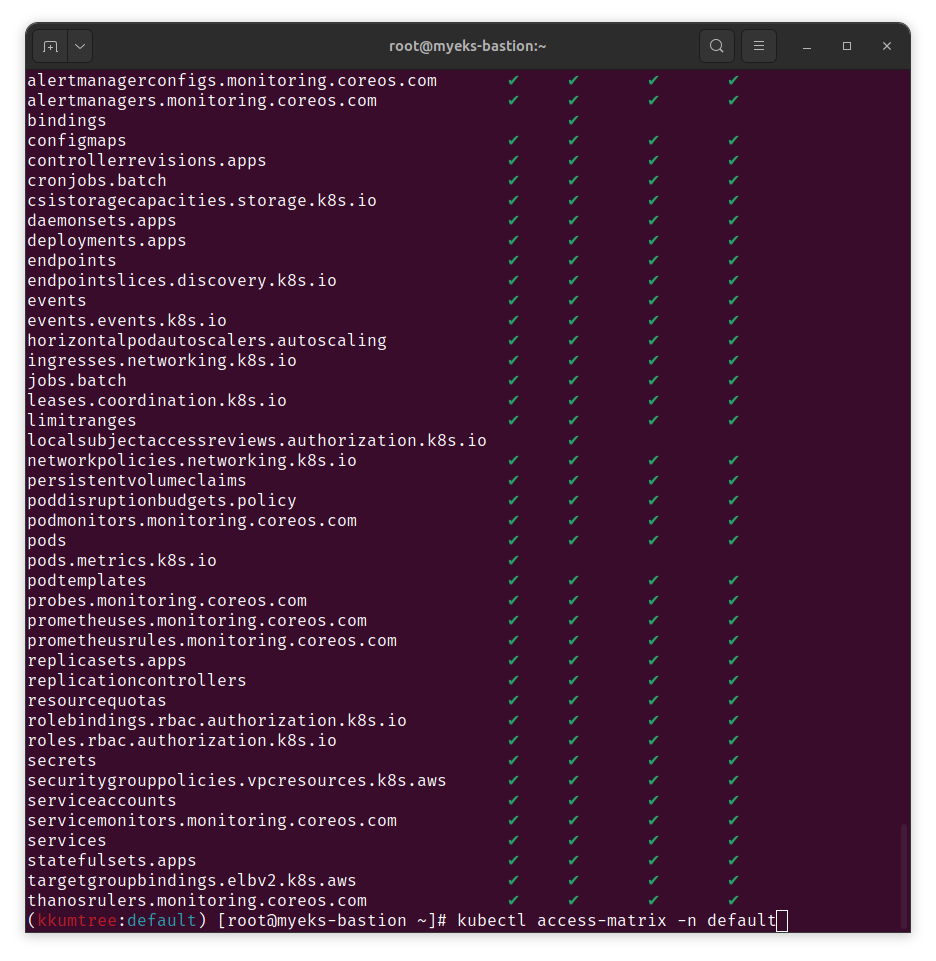 root@myeks-bastion:~
alertmanagerconfigs.monitoring.coreos.com ✔ ✔ ✔ ✔
alertmanagers.monitoring.coreos.com ✔ ✔ ✔ ✔
bindings ✔
configmaps ✔ ✔ ✔ ✔
controllerrevisions.apps ✔ ✔ ✔ ✔
cronjobs.batch ✔ ✔ ✔ ✔
csistoragecapacities.storage.k8s.io ✔ ✔ ✔ ✔
daemonsets.apps ✔ ✔ ✔ ✔
deployments.apps ✔ ✔ ✔ ✔
endpoints ✔ ✔ ✔ ✔
endpointslices.discovery.k8s.io ✔ ✔ ✔ ✔
events ✔ ✔ ✔ ✔
events.events.k8s.io ✔ ✔ ✔ ✔
horizontalpodautoscalers.autoscaling ✔ ✔ ✔ ✔
ingresses.networking.k8s.io ✔ ✔ ✔ ✔
jobs.batch ✔ ✔ ✔ ✔
leases.coordination.k8s.io ✔ ✔ ✔ ✔
limitranges ✔ ✔ ✔ ✔
localsubjectaccessreviews.authorization.k8s.io ✔
networkpolicies.networking.k8s.io ✔ ✔ ✔ ✔
persistentvolumeclaims ✔ ✔ ✔ ✔
poddisruptionbudgets.policy ✔ ✔ ✔ ✔
podmonitors.monitoring.coreos.com ✔ ✔ ✔ ✔
pods ✔ ✔ ✔ ✔
pods.metrics.k8s.io ✔
podtemplates ✔ ✔ ✔ ✔
probes.monitoring.coreos.com ✔ ✔ ✔ ✔
prometheuses.monitoring.coreos.com ✔ ✔ ✔ ✔
prometheusrules.monitoring.coreos.com ✔ ✔ ✔ ✔
replicasets.apps ✔ ✔ ✔ ✔
replicationcontrollers ✔ ✔ ✔ ✔
resourcequotas ✔ ✔ ✔ ✔
rolebindings.rbac.authorization.k8s.io ✔ ✔ ✔ ✔
roles.rbac.authorization.k8s.io ✔ ✔ ✔ ✔
secrets ✔ ✔ ✔ ✔
securitygrouppolicies.vpcresources.k8s.aws ✔ ✔ ✔ ✔
serviceaccounts ✔ ✔ ✔ ✔
servicemonitors.monitoring.coreos.com ✔ ✔ ✔ ✔
services ✔ ✔ ✔ ✔
statefulsets.apps ✔ ✔ ✔ ✔
targetgroupbindings.elbv2.k8s.aws ✔ ✔ ✔ ✔
thanosrulers.monitoring.coreos.com ✔ ✔ ✔ ✔
(kkumtree:default) [root@myeks-bastion ~]# kubectl access-matrix -n default